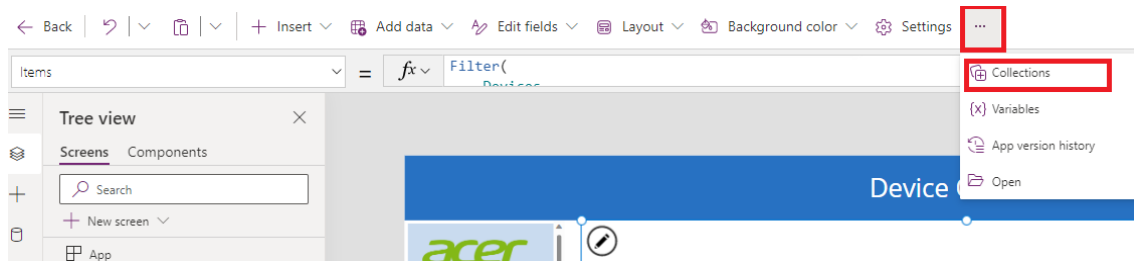 Back Insert Add data Edit fields Layout Background color Settings ...
Items = fx Filter(
Devices
Collections
{x} Variables
App version history
Open
Tree view
Screens Components
Search
New screen
App
Device
acer